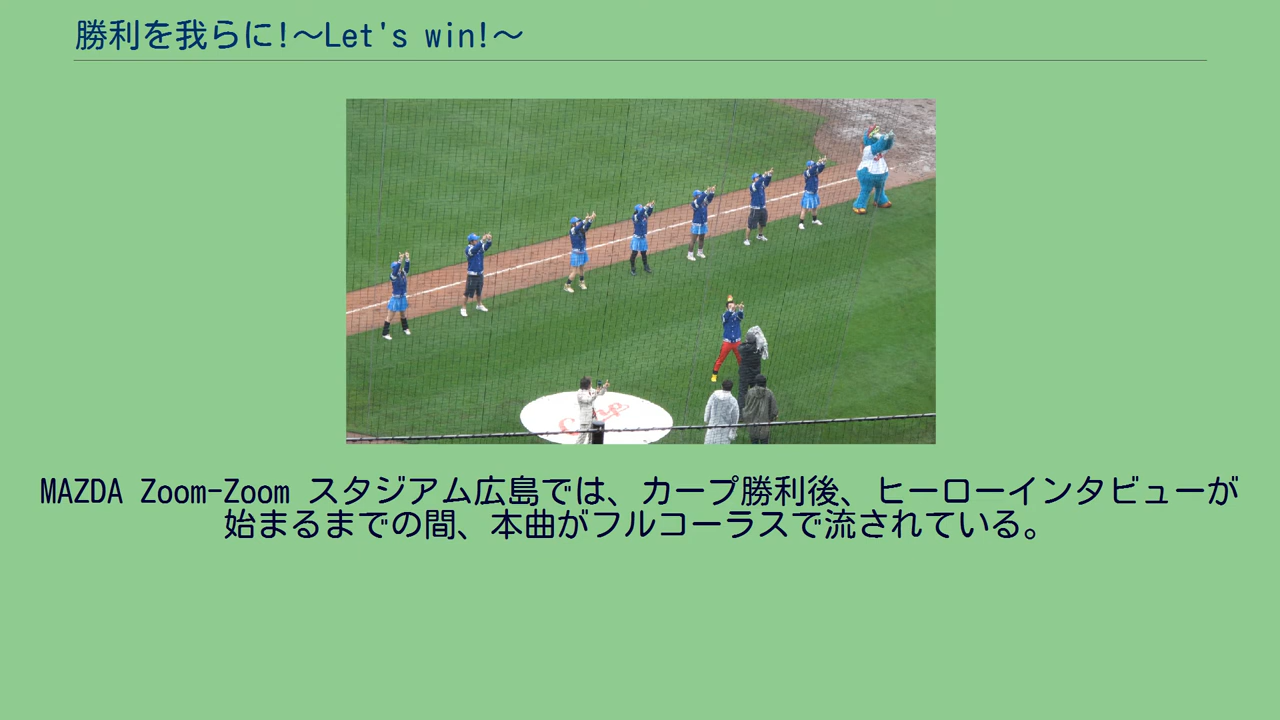 勝利を我らに!～Let's win!～
Carp
MAZDA Zoom-Zoom スタジアム広島では、カープ勝利後、ヒーローインタビューが
始まるまでの間、本曲がフルコーラスで流されている。